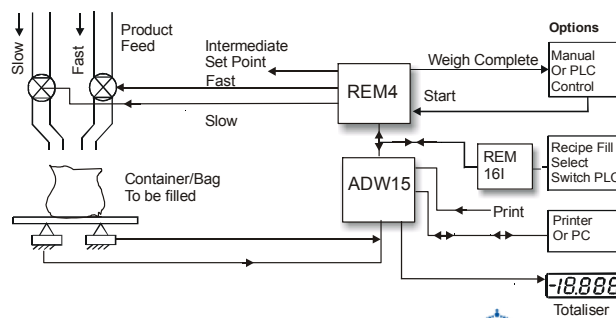 Options
Product
Feed
Slow
Fast
Intermediate
Set Point
Fast
Slow
REM4
Weigh Complete
Start
Manual
Or PLC
Control
Container/Bag
To be filled
ADW15
REM
16I
Recipe Fill
Select
Switch PLC
Print
Printer
Or PC
-18.888
Totaliser